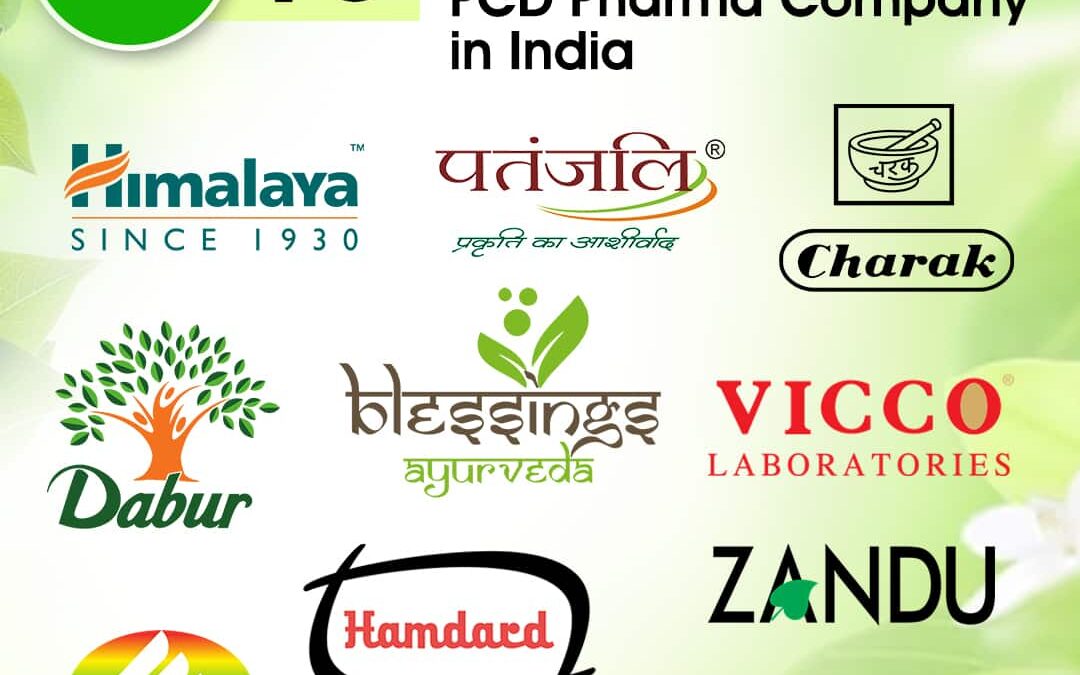 PCD Pharma Company
in India
Himalaya™
SINCE 1930
पतंजलि®
प्रकृति का आशीर्वाद
चरक
Charak
Dabur
blessings
ayurveda
VICCO®
LABORATORIES
ZANDU
Hamdard